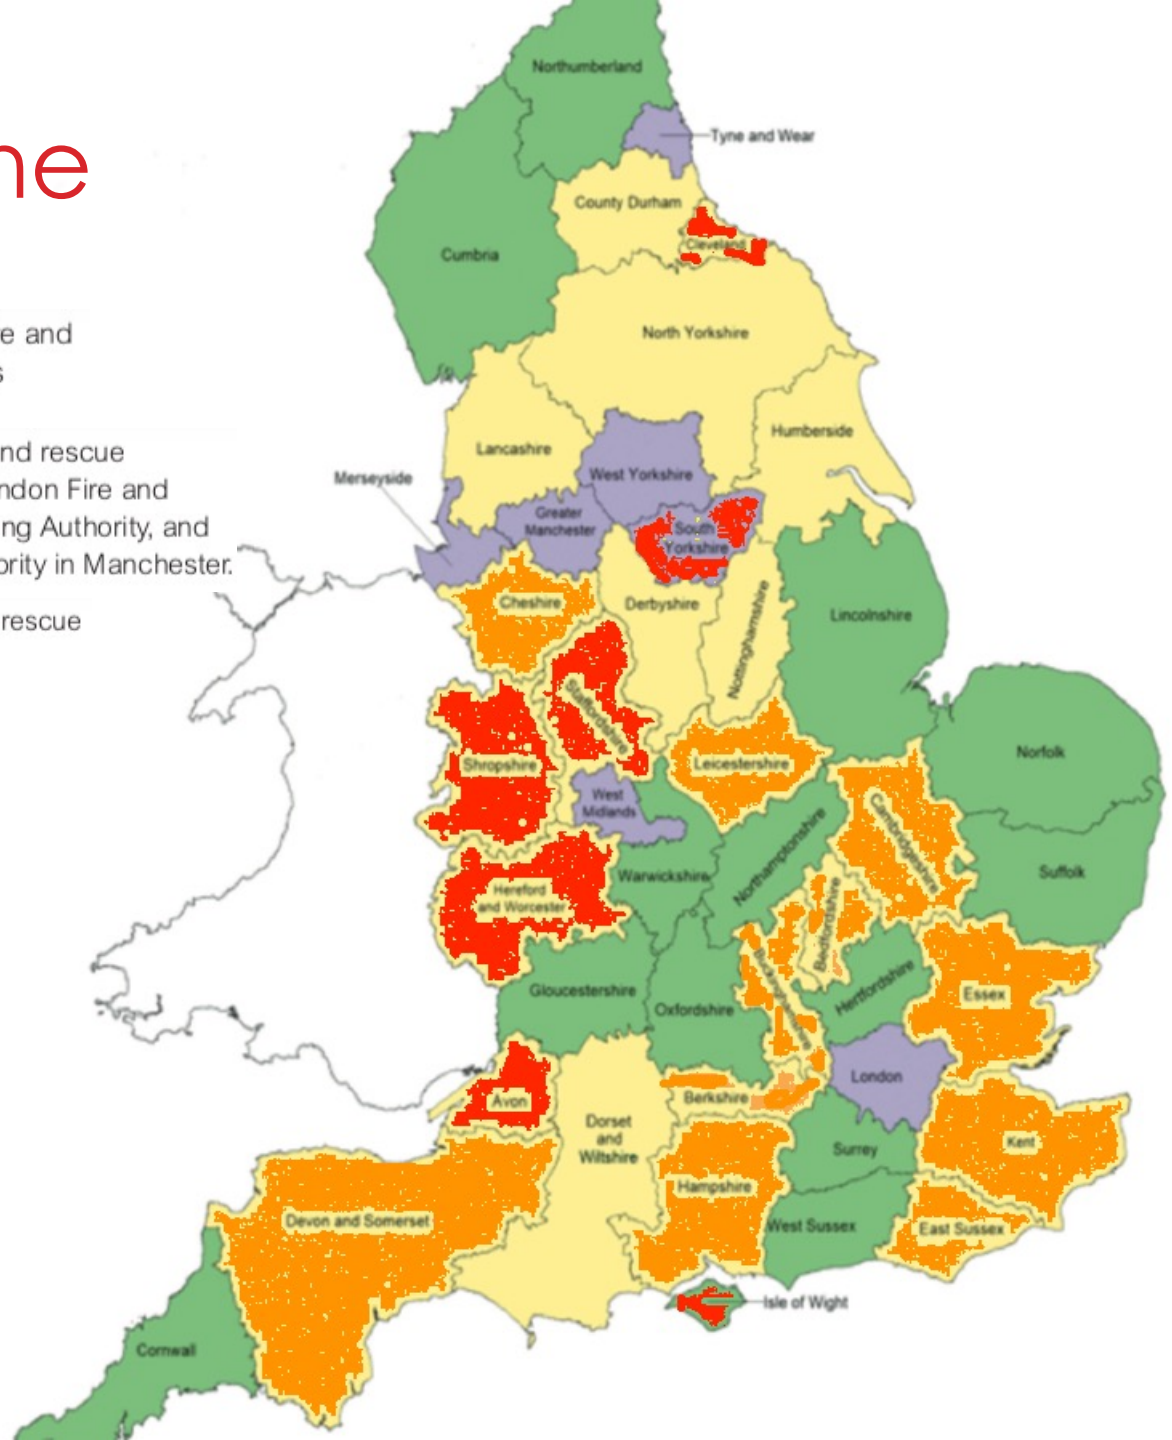 ne
e and
s
nd rescue
ndon Fire and
ng Authority, and
ority in Manchester.
rescue
Northumberland
Tyne and Wear
County Durham
Cleveland
Cumbria
North Yorkshire
Humberside
Lancashire
West Yorkshire
Merseyside
Greater
Manchester
South
Yorkshire
Cheshire
Derbyshire
Nottinghamshire
Lincolnshire
Staffordshire
Shropshire
Leicestershire
Norfolk
West
Midlands
Cambridgeshire
Northamptonshire
Warwickshire
Suffolk
Hereford
and Worcester
Bedfordshire
Buckinghamshire
Hertfordshire
Essex
Gloucestershire
Oxfordshire
London
Avon
Berkshire
Dorset
and
Wiltshire
Surrey
Kent
Hampshire
Devon and Somerset
West Sussex
East Sussex
Isle of Wight
Cornwall